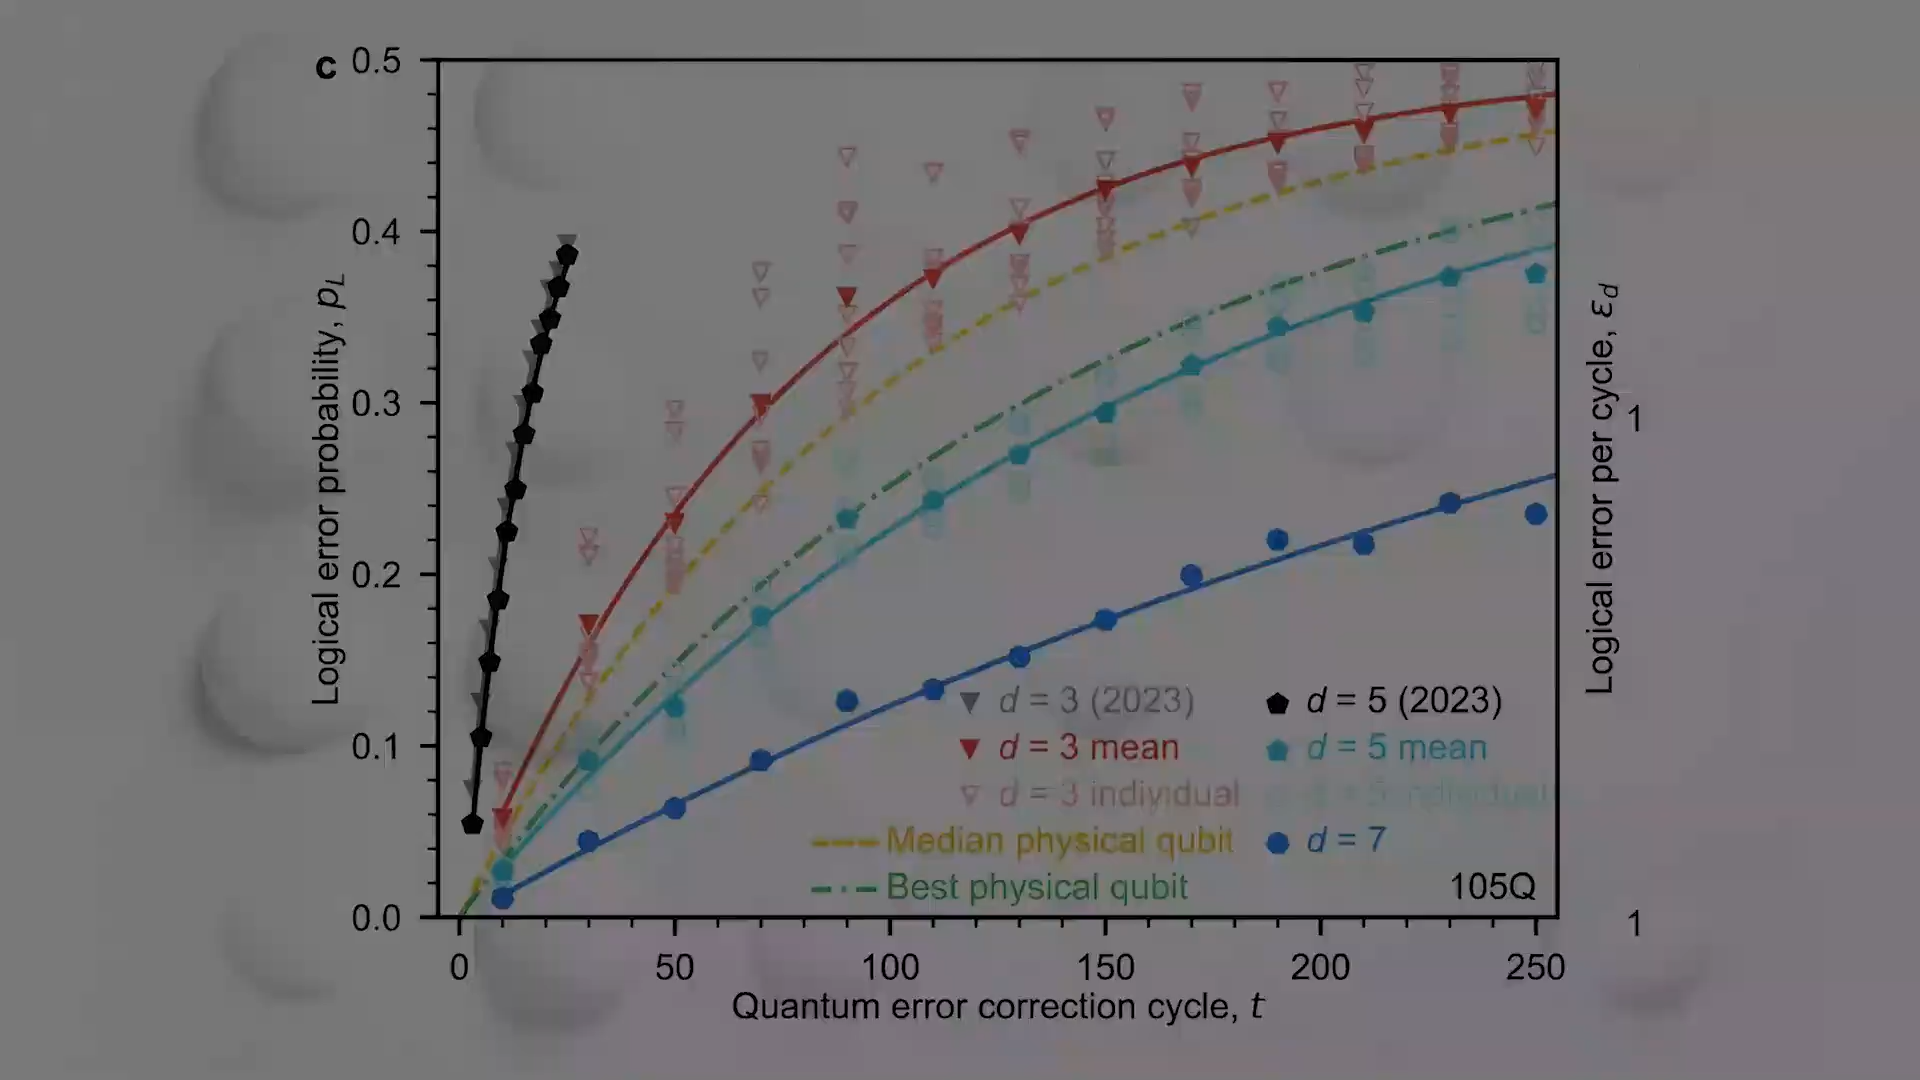 c
0.5
0.4
0.3
0.2
0.1
0.0
Logical error probability, pL
0
50
100
150
200
250
Quantum error correction cycle, t
d = 3 (2023)
d = 5 (2023)
d = 3 mean
d = 5 mean
d = 3 individual
d = 5 individual
Median physical qubit
d = 7
Best physical qubit
105Q
Logical error per cycle, εd
1
1